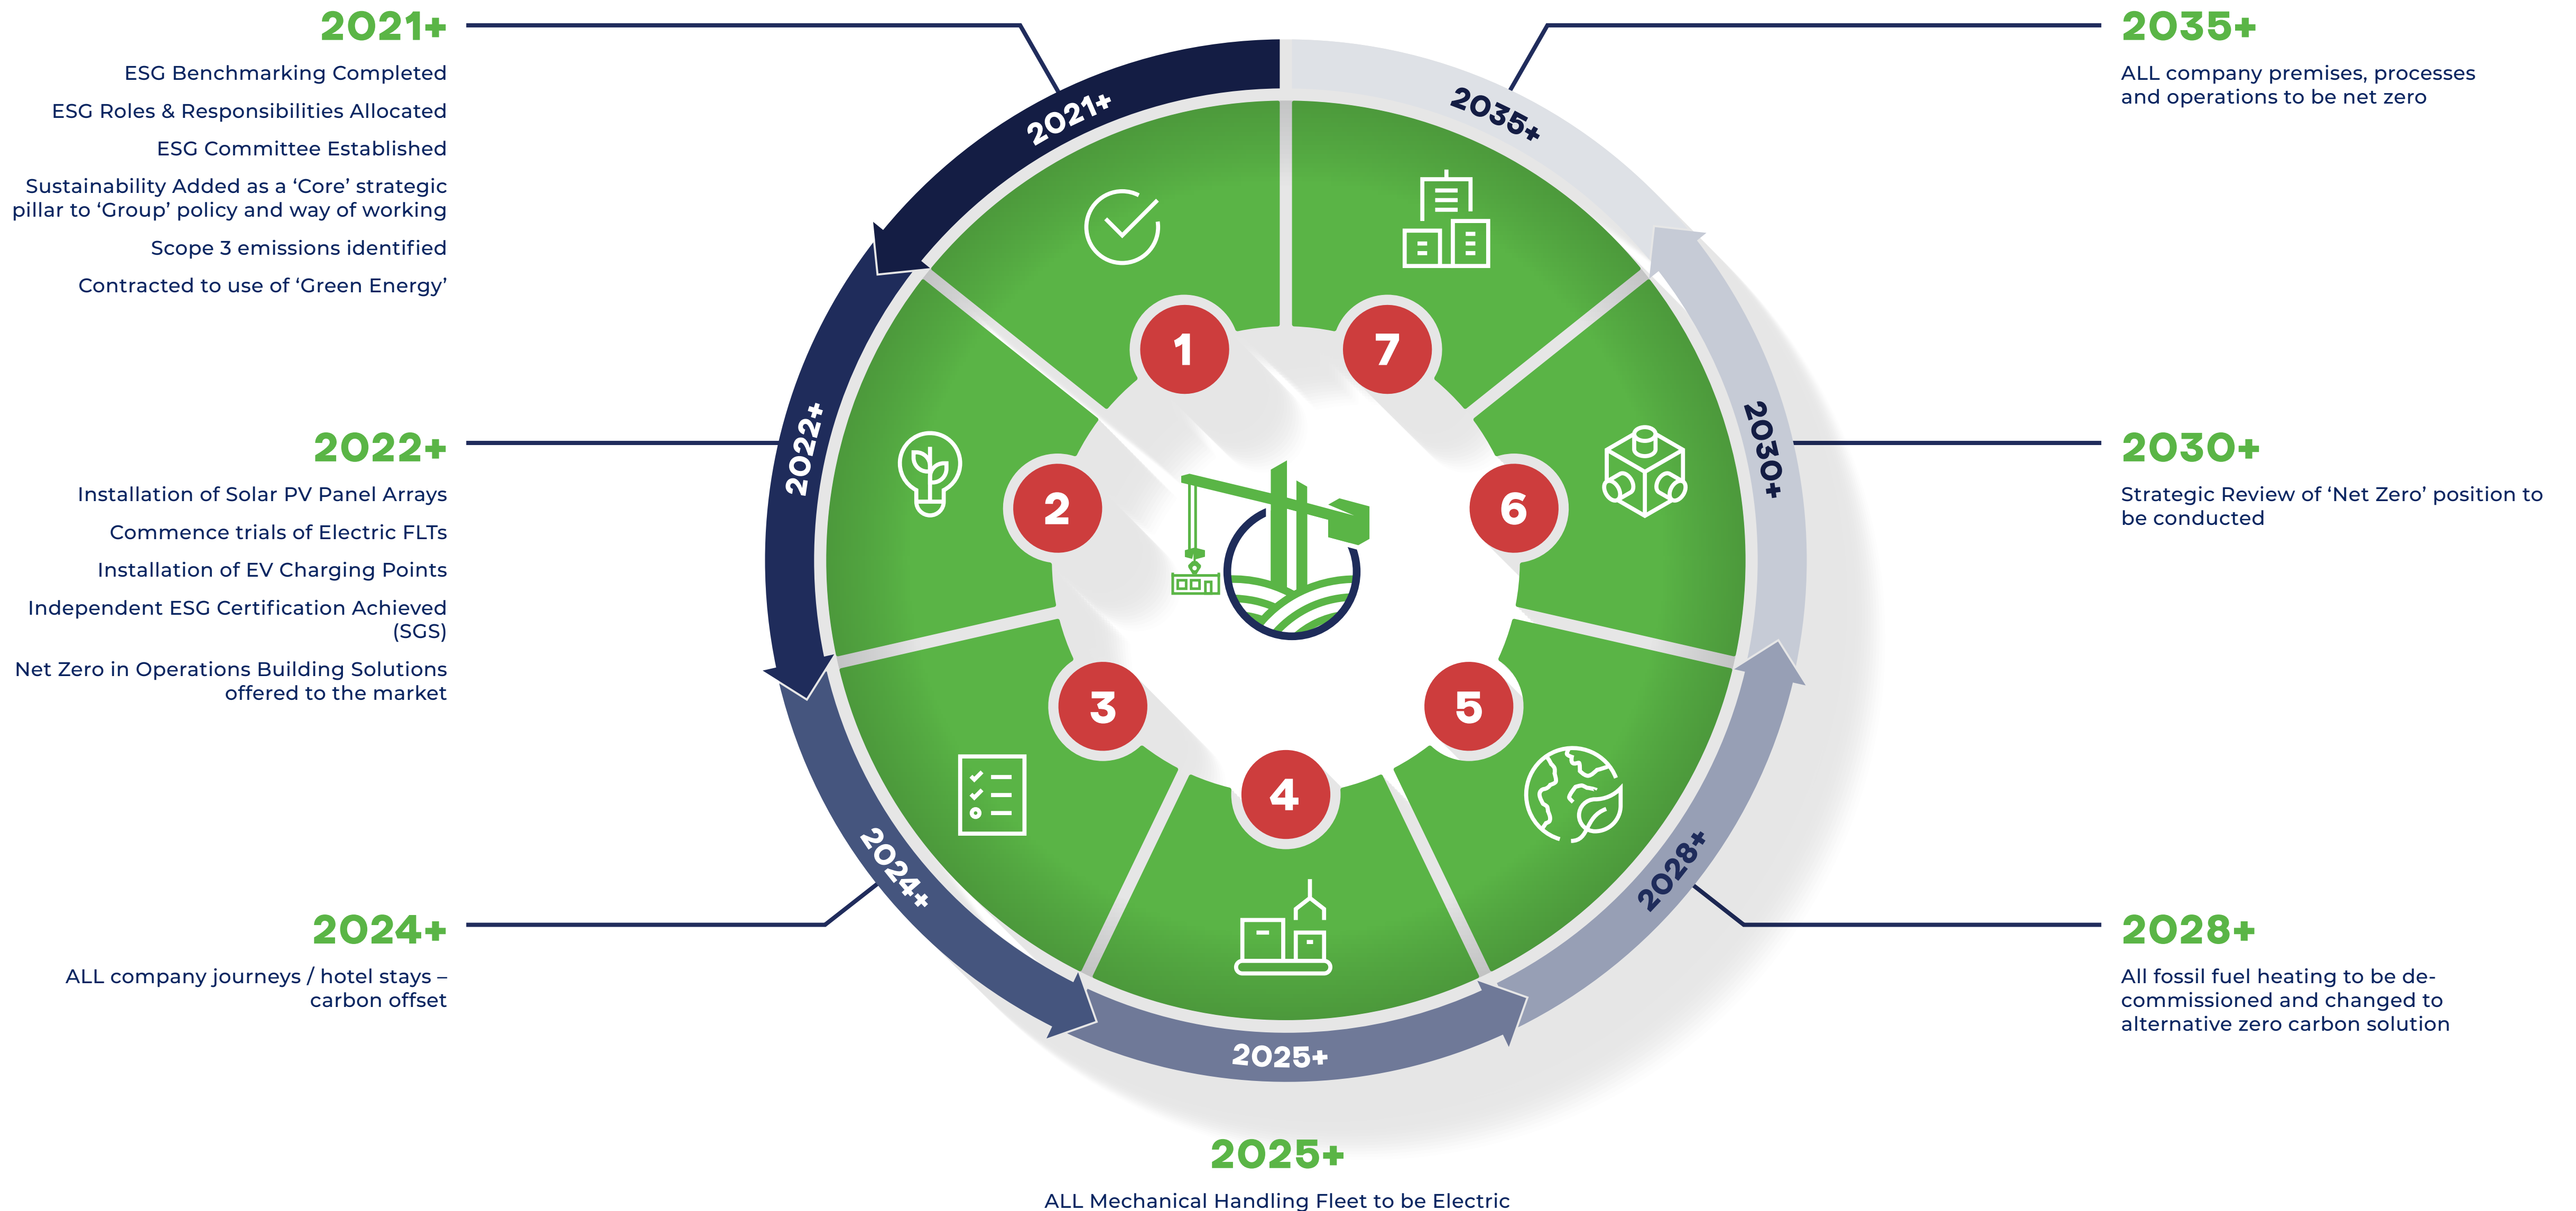 2021+
ESG Benchmarking Completed
ESG Roles & Responsibilities Allocated
ESG Committee Established
Sustainability Added as a ‘Core’ strategic
pillar to ‘Group’ policy and way of working
Scope 3 emissions identified
Contracted to use of ‘Green Energy’
2022+
Installation of Solar PV Panel Arrays
Commence trials of Electric FLTs
Installation of EV Charging Points
Independent ESG Certification Achieved
(SGS)
Net Zero in Operations Building Solutions
offered to the market
2024+
ALL company journeys / hotel stays –
carbon offset
2021+
2022+
2024+
2025+
2028+
2030+
2035+
1
2
3
4
5
6
7
2025+
ALL Mechanical Handling Fleet to be Electric
2028+
All fossil fuel heating to be de-
commissioned and changed to
alternative zero carbon solution
2030+
Strategic Review of ‘Net Zero’ position to
be conducted
2035+
ALL company premises, processes
and operations to be net zero